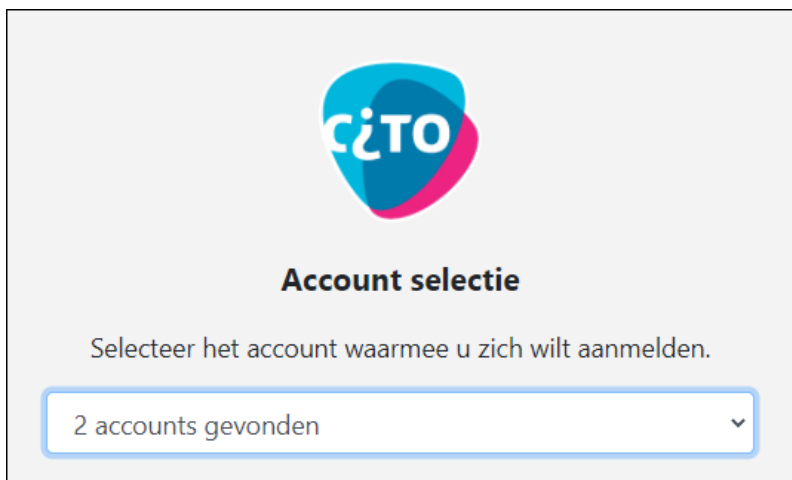 C¿TO
Account selectie
Selecteer het account waarmee u zich wilt aanmelden.
2 accounts gevonden